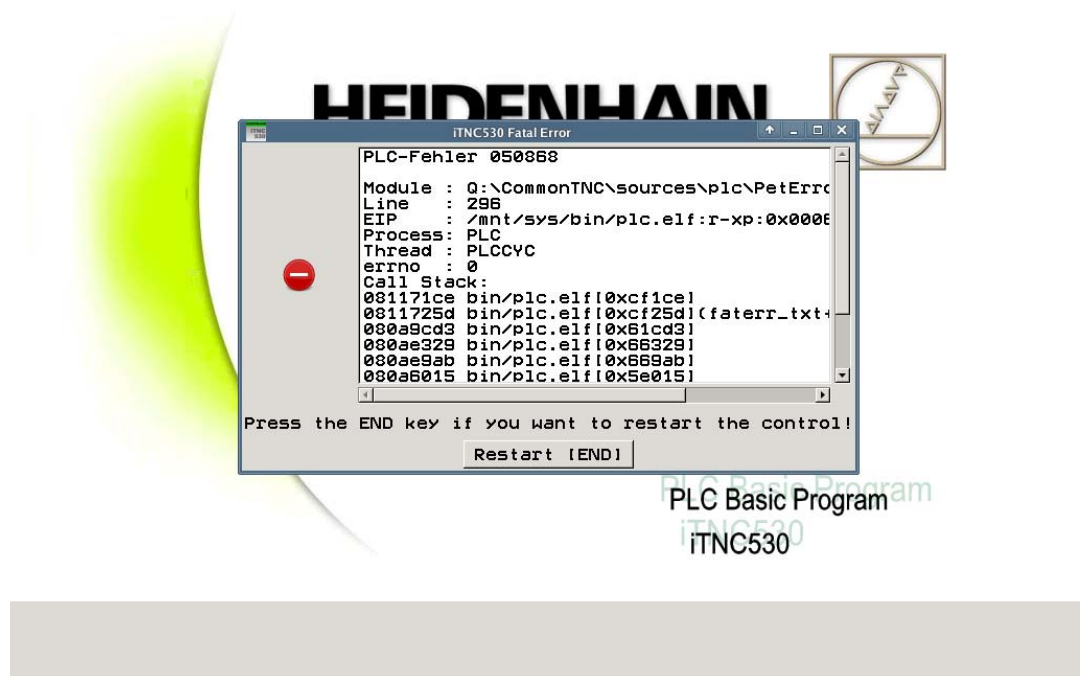 HEIDENHAIN
iTNC530 Fatal Error
PLC-Fehler 050868
Module : Q:\CommonTNC\sources\plc\PetErro
Line : 296
EIP : /mnt/sys/bin/plc.elf:r-xp:0x0006
Process: PLC
Thread : PLCCYC
errno : 0
Call Stack:
081171ce bin/plc.elf[0xcf1ce]
0811725d bin/plc.elf[0xcf25d](faterr_txt+
080a9cd3 bin/plc.elf[0x61cd3]
080ae329 bin/plc.elf[0x66329]
080ae9ab bin/plc.elf[0x669ab]
080a6015 bin/plc.elf[0x5e015]
Press the END key if you want to restart the control!
Restart [END]
PLC Basic Program
iTNC530